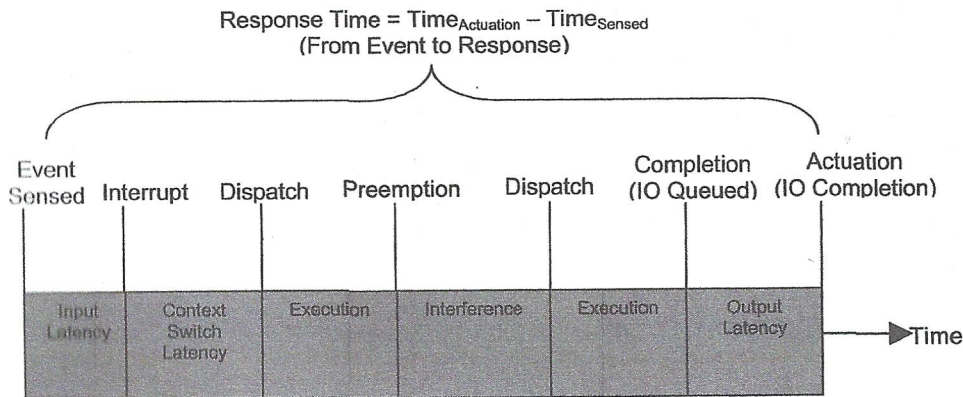 Response Time = TimeActuation – TimeSensed
(From Event to Response)
Event
Sensed
Interrupt
Dispatch
Preemption
Dispatch
Completion
(IO Queued)
Actuation
(IO Completion)
Input
Latency
Context
Switch
Latency
Execution
Interference
Execution
Output
Latency
Time